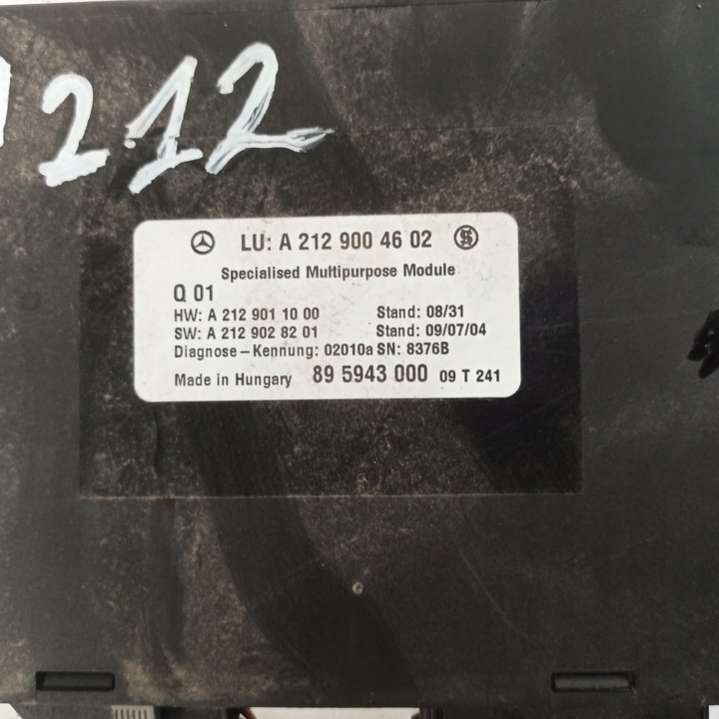 212
LU: A 212 900 46 02
Specialised Multipurpose Module
Q 01
HW: A 212 901 10 00 Stand: 08/31
SW: A 212 902 82 01 Stand: 09/07/04
Diagnose-Kennung: 02010a SN: 8376B
Made in Hungary 89 5943 000 09 T 241